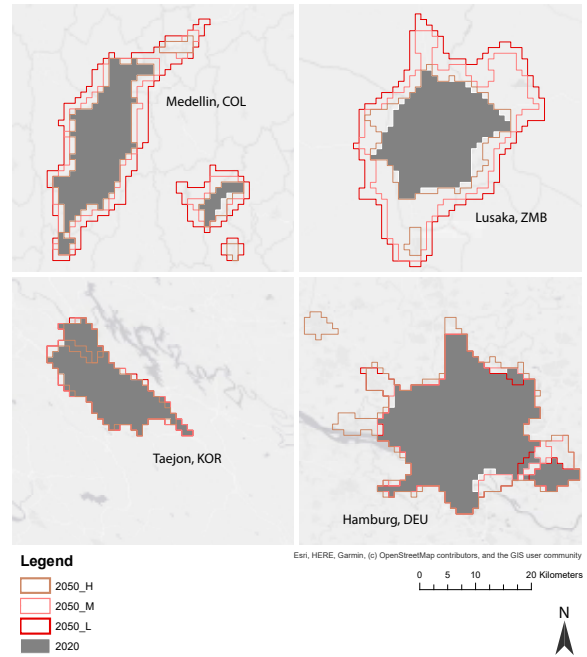 Medellin, COL
Lusaka, ZMB
Taejon, KOR
Hamburg, DEU
Legend
2050_H
2050_M
2050_L
2020
Esri, HERE, Garmin, (c) OpenStreetMap contributors, and the GIS user community
0 5 10 20 Kilometers
N